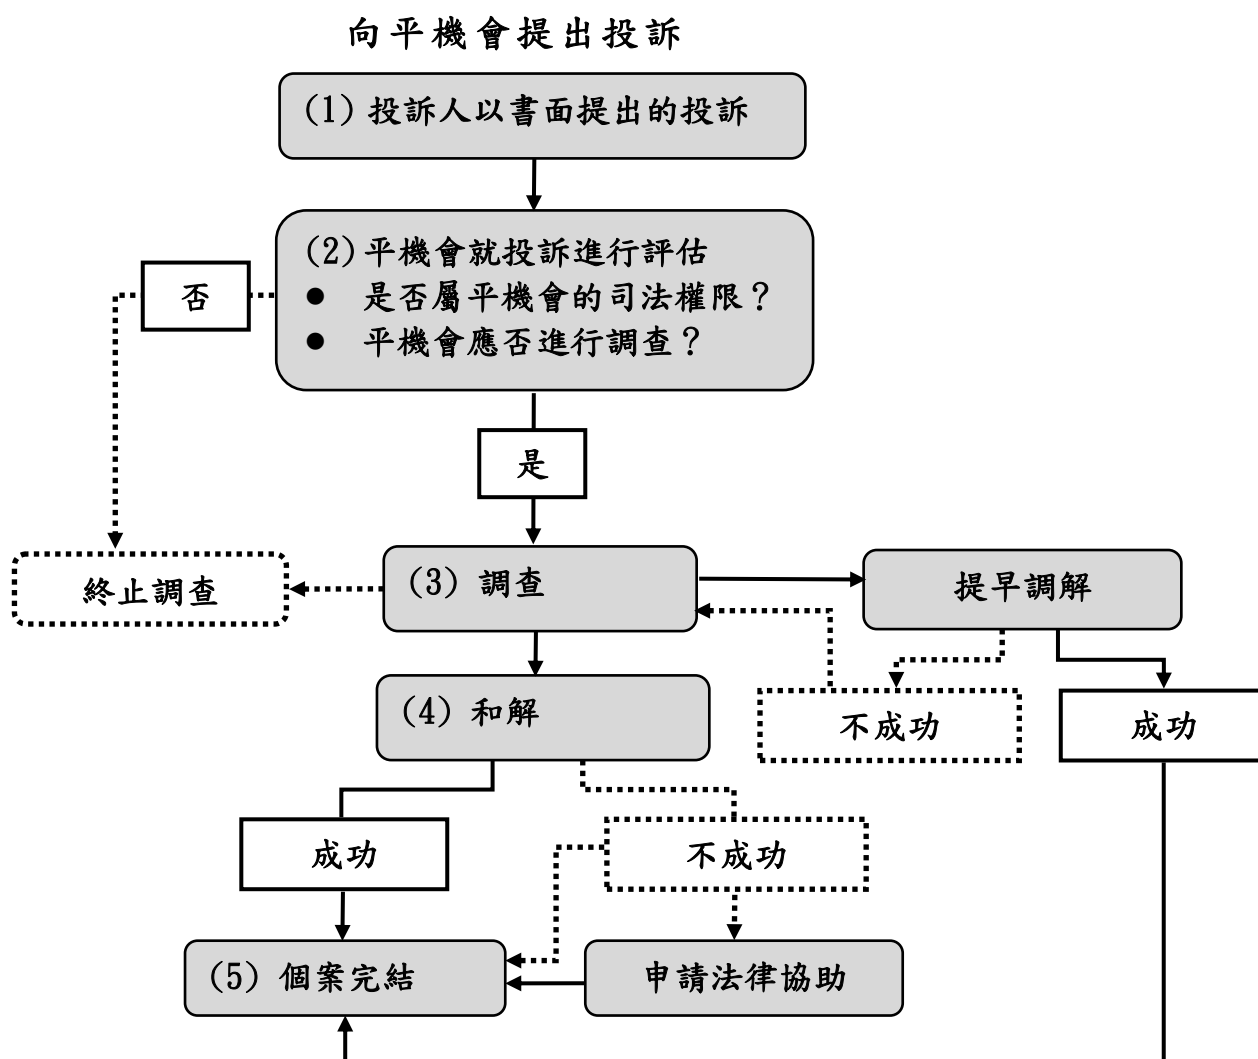 向平機會提出投訴
(1) 投訴人以書面提出的投訴
(2) 平機會就投訴進行評估
否
● 是否屬平機會的司法權限？
● 平機會應否進行調查？
是
終止調查
(3) 調查
提早調解
(4) 和解
不成功
成功
成功
不成功
(5) 個案完結
申請法律協助